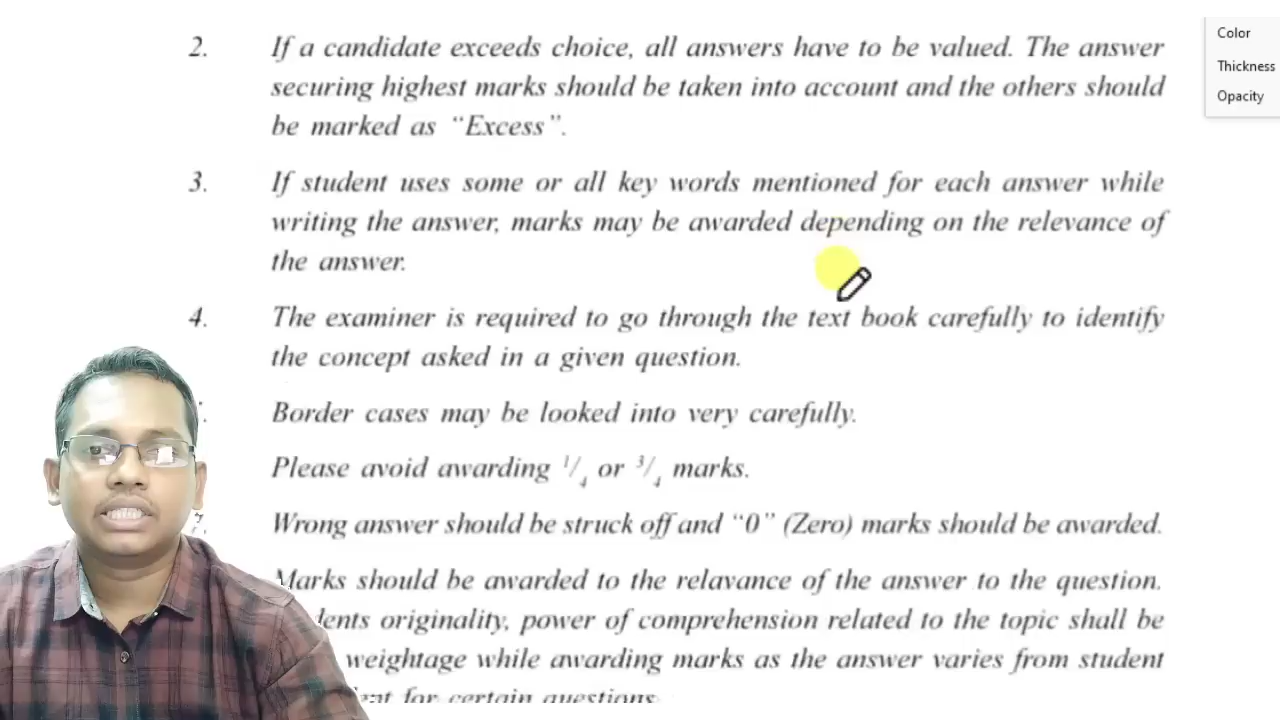 2. If a candidate exceeds choice, all answers have to be valued. The answer
securing highest marks should be taken into account and the others should
be marked as “Excess”.
3. If student uses some or all key words mentioned for each answer while
writing the answer, marks may be awarded depending on the relevance of
the answer.
4. The examiner is required to go through the text book carefully to identify
the concept asked in a given question.
Border cases may be looked into very carefully.
Please avoid awarding 1/4 or 3/4 marks.
7. Wrong answer should be struck off and “0” (Zero) marks should be awarded.
Marks should be awarded to the relavance of the answer to the question.
originality, power of comprehension related to the topic shall be
weightage while awarding marks as the answer varies from student
for certain questions
Color
Thickness
Opacity